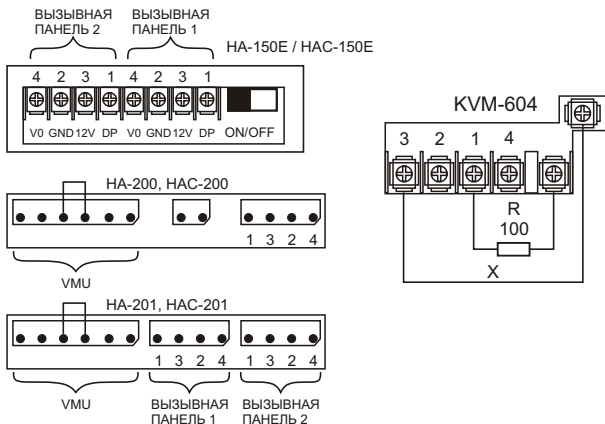 ВЫЗЫВНАЯ ПАНЕЛЬ 2
ВЫЗЫВНАЯ ПАНЕЛЬ 1
HA-150E / HAC-150E
4 2 3 1 4 2 3 1
V0 GND 12V DP V0 GND 12V DP ON/OFF
HA-200, HAC-200
1 3 2 4
VMU
HA-201, HAC-201
1 3 2 4 1 3 2 4
VMU
ВЫЗЫВНАЯ ПАНЕЛЬ 1
ВЫЗЫВНАЯ ПАНЕЛЬ 2
KVM-604
3 2 1 4
R
100
X